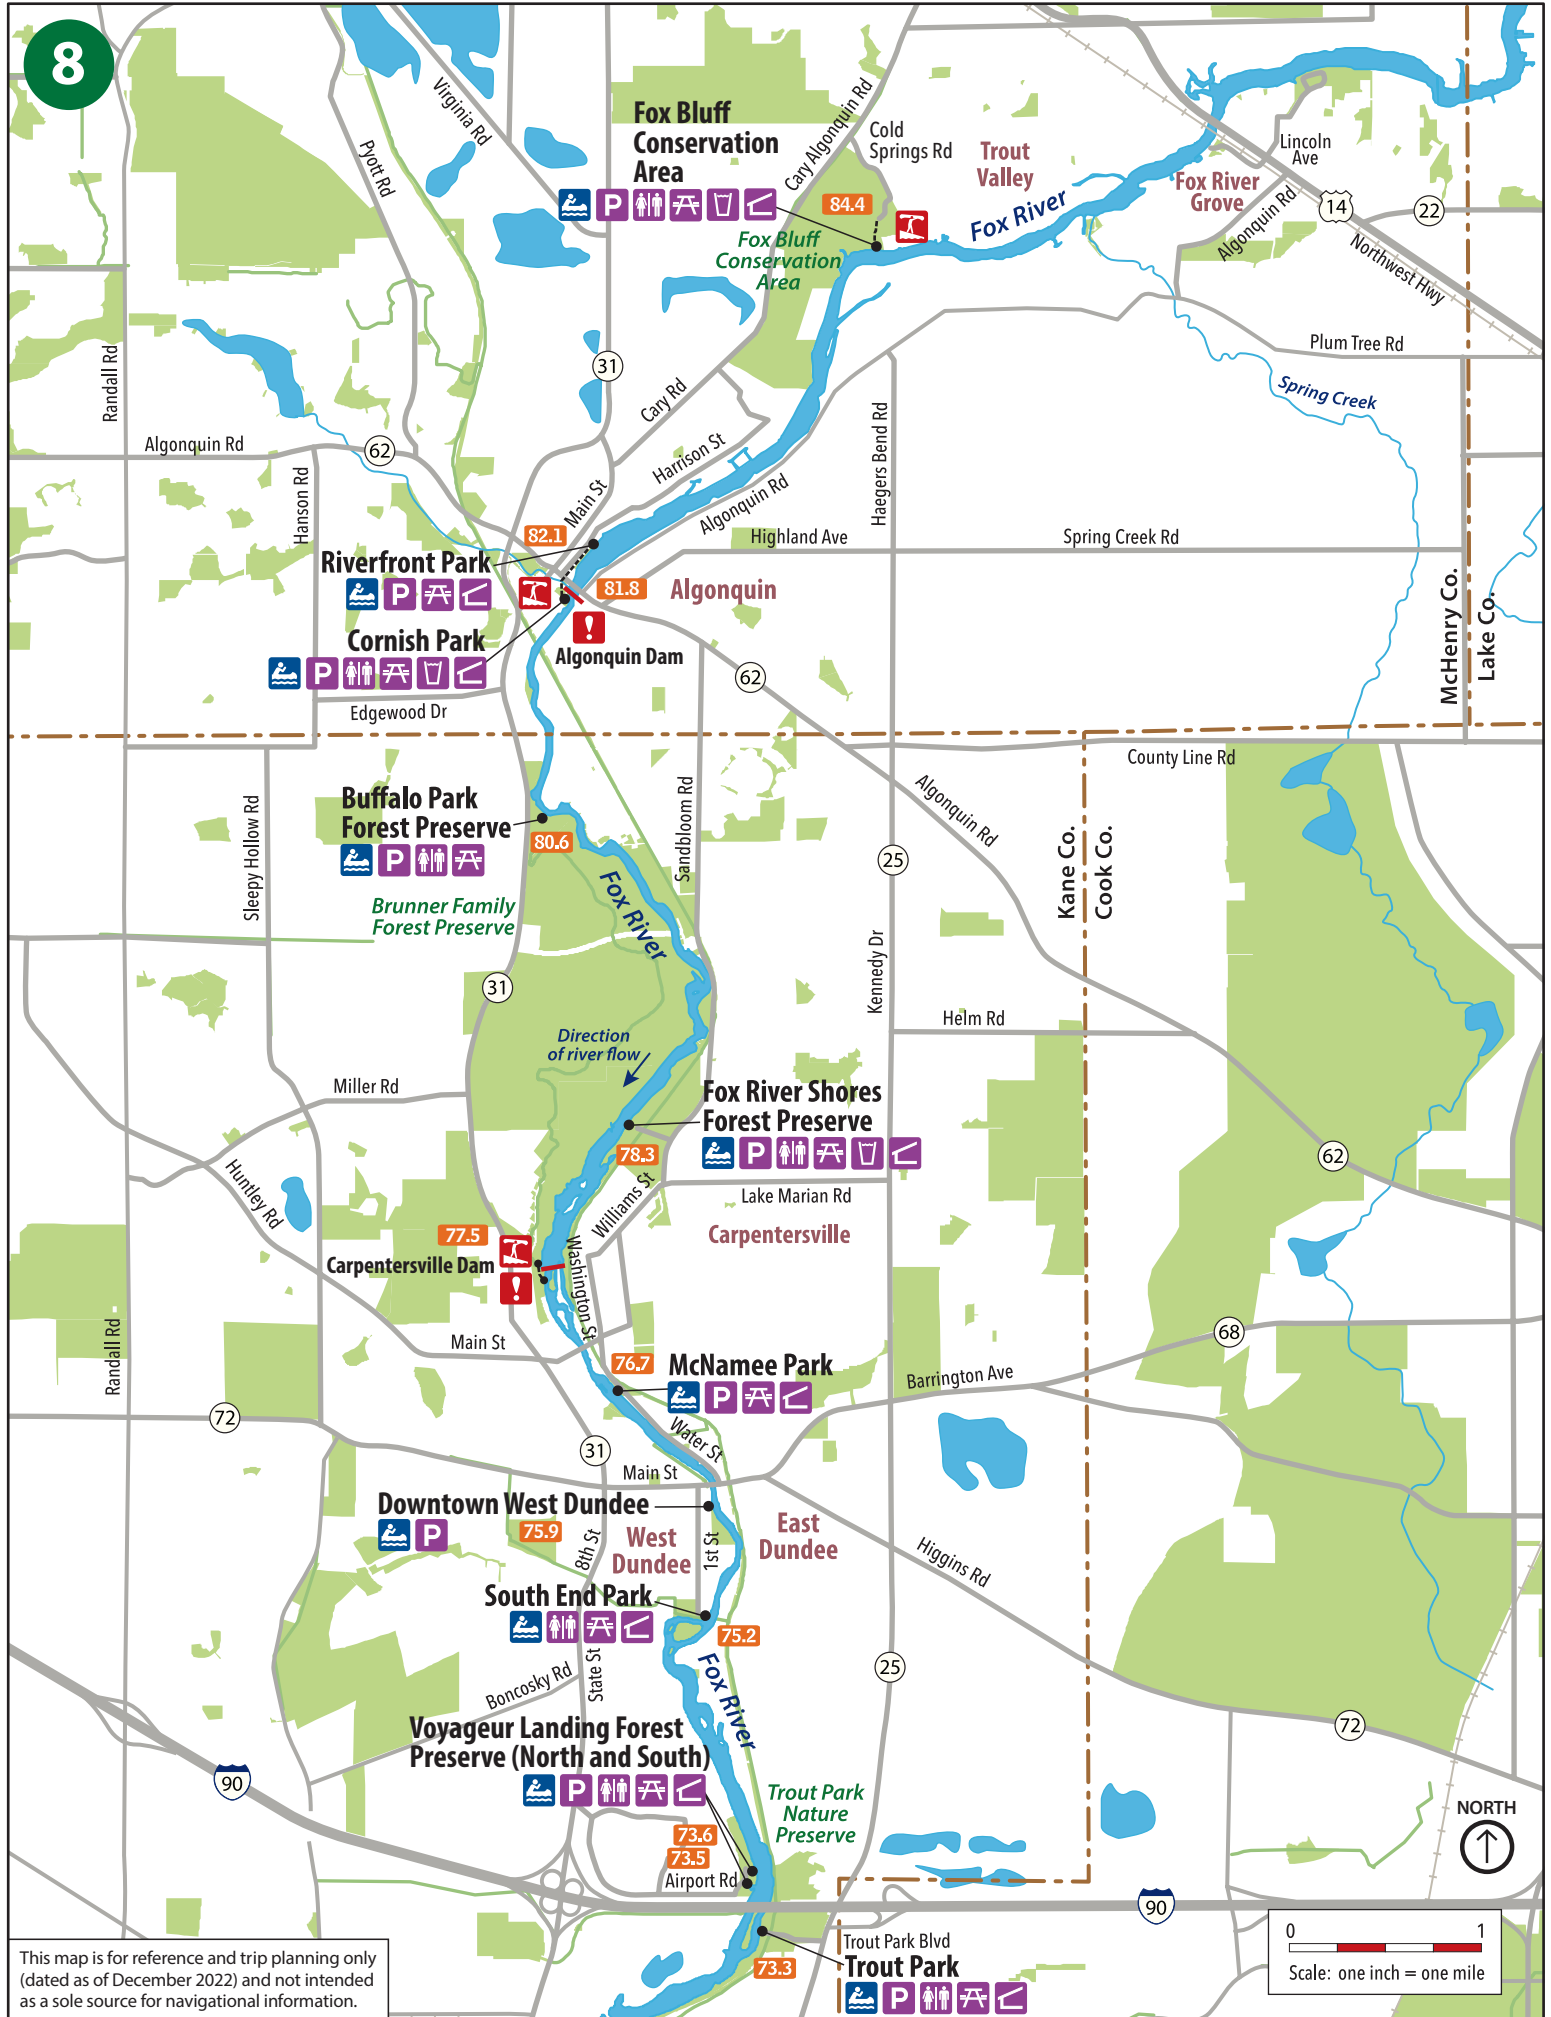 8
Virginia Rd
Pyott Rd
Fox Bluff
Conservation
Area
P
Cary Algonquin Rd
Cold
Springs Rd
84.4
Trout
Valley
Fox River
Fox Bluff
Conservation
Area
Fox River
Grove
Lincoln
Ave
Algonquin Rd
14
22
Northwest Hwy
Plum Tree Rd
Spring Creek
Randall Rd
31
Cary Rd
Algonquin Rd
62
Hanson Rd
Harrison St
Main St
Algonquin Rd
Haegers Bend Rd
Highland Ave
Spring Creek Rd
82.1
Riverfront Park
P
81.8
Algonquin
Cornish Park
P
!
Algonquin Dam
62
Edgewood Dr
McHenry Co.
Lake Co.
County Line Rd
Buffalo Park
Forest Preserve
P
80.6
Sleepy Hollow Rd
Sandbloom Rd
Algonquin Rd
25
Kane Co.
Cook Co.
Brunner Family
Forest Preserve
Fox River
31
Kennedy Dr
Helm Rd
Direction
of river flow
Miller Rd
Fox River Shores
Forest Preserve
P
78.3
62
Huntley Rd
Williams St
Lake Marian Rd
Carpentersville
77.5
Carpentersville Dam
!
Washington St
Randall Rd
Main St
68
76.7
McNamee Park
P
Barrington Ave
72
31
Water St
Main St
Downtown West Dundee
P
75.9
8th St
West
Dundee
1st St
East
Dundee
Higgins Rd
South End Park
75.2
State St
Boncosky Rd
Fox River
25
72
Voyageur Landing Forest
Preserve (North and South)
P
90
Trout Park
Nature
Preserve
73.6
73.5
Airport Rd
NORTH
90
Trout Park Blvd
Trout Park
P
73.3
0 1
Scale: one inch = one mile
This map is for reference and trip planning only
(dated as of December 2022) and not intended
as a sole source for navigational information.